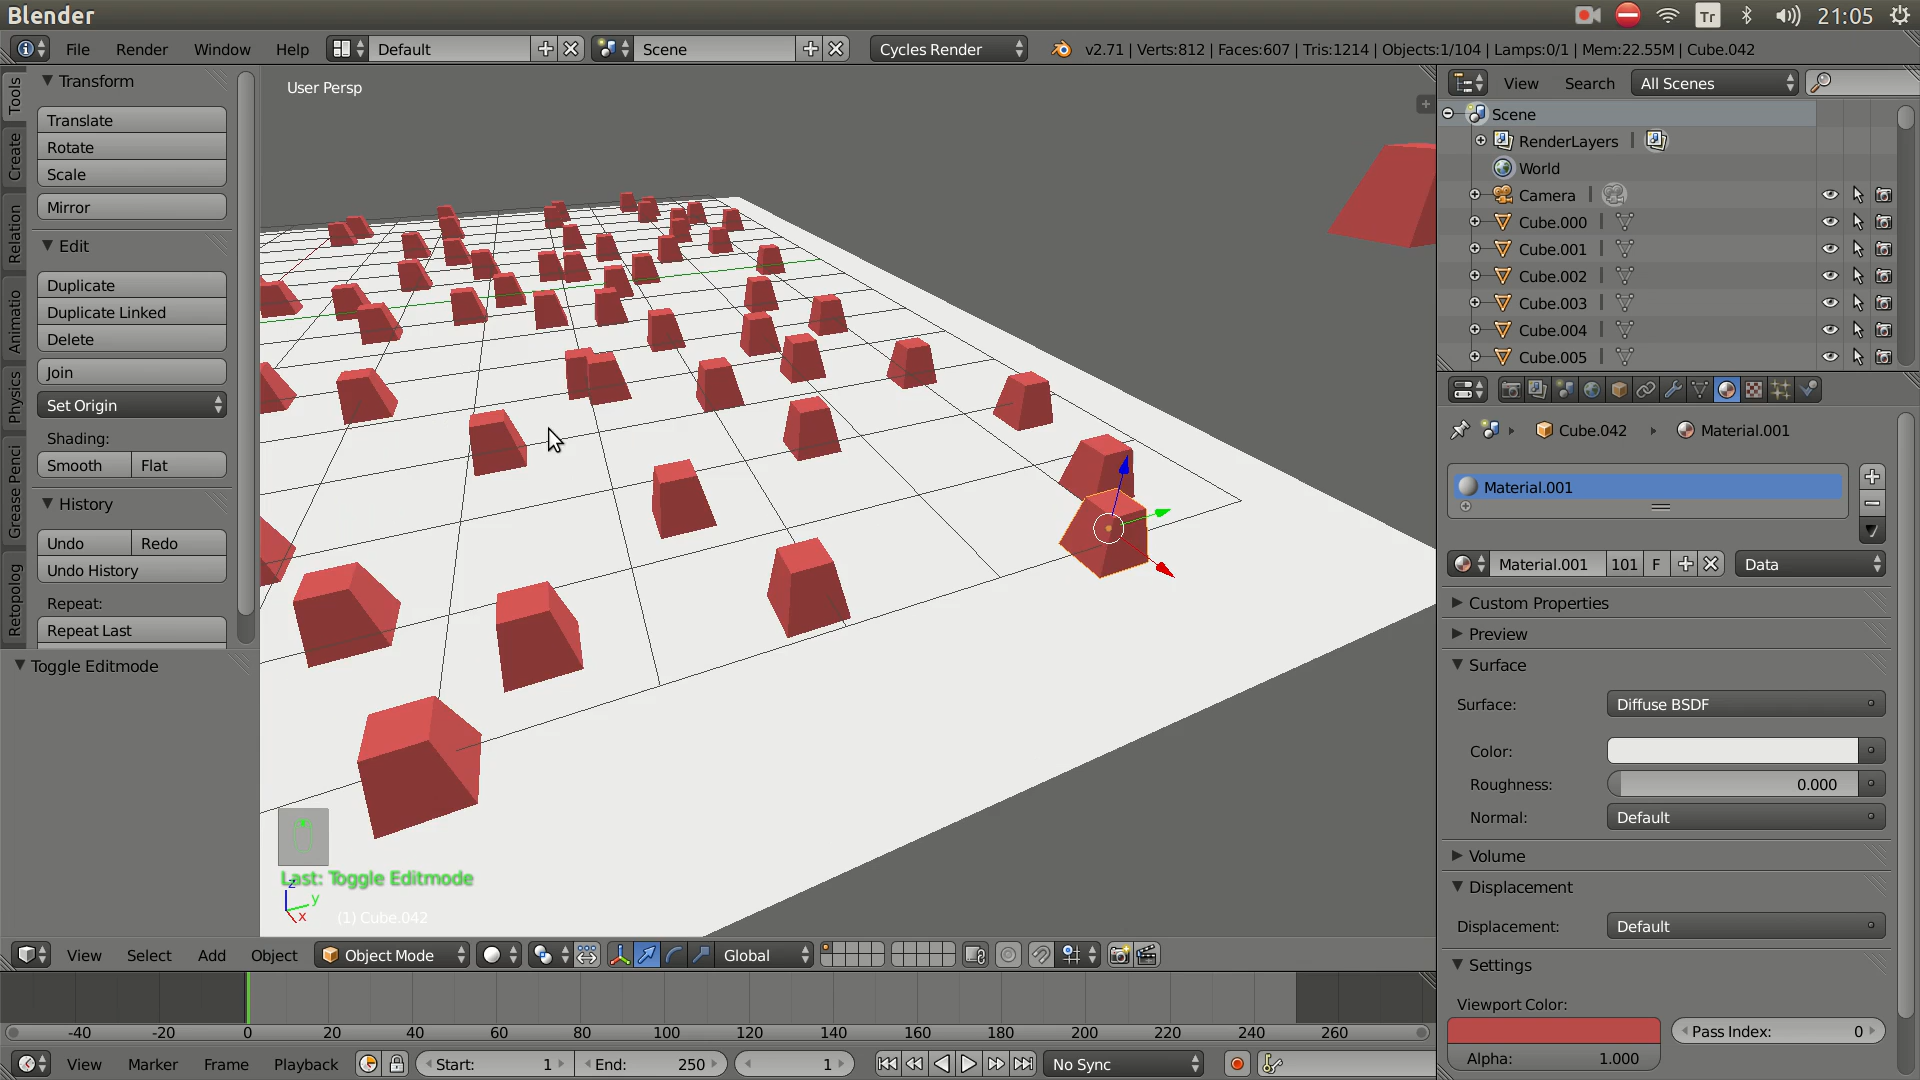 Blender
Tr
21:05
File Render Window Help Default Scene Cycles Render v2.71 | Verts:812 | Faces:607 | Tris:1214 | Objects:1/104 | Lamps:0/1 | Mem:22.55M | Cube.042
Tools
Create
Relation
Animatio
Physics
Grease Penci
Retopolog
Transform
Translate
Rotate
Scale
Mirror
Edit
Duplicate
Duplicate Linked
Delete
Join
Set Origin
Shading:
Smooth Flat
History
Undo Redo
Undo History
Repeat:
Repeat Last
Toggle Editmode
User Persp
Last: Toggle Editmode
z
y
x
(1) Cube.042
View Select Add Object Object Mode Global
-40 -20 0 20 40 60 80 100 120 140 160 180 200 220 240 260
View Marker Frame Playback Start: 1 End: 250 1 No Sync
View Search All Scenes
Scene
RenderLayers
World
Camera
Cube.000
Cube.001
Cube.002
Cube.003
Cube.004
Cube.005
Cube.042 Material.001
Material.001
Material.001 101 F Data
Custom Properties
Preview
Surface
Surface: Diffuse BSDF
Color:
Roughness: 0.000
Normal: Default
Volume
Displacement
Displacement: Default
Settings
Viewport Color:
Pass Index: 0
Alpha: 1.000